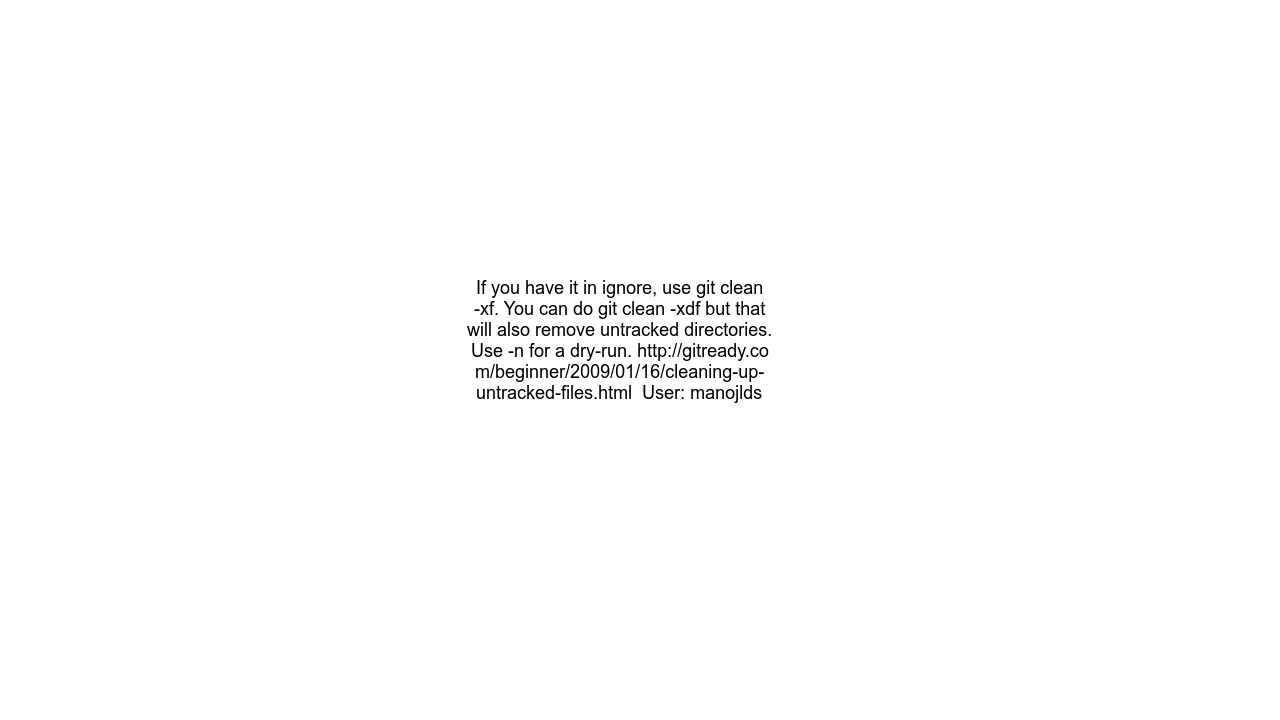 If you have it in ignore, use git clean
-xf. You can do git clean -xdf but that
will also remove untracked directories.
Use -n for a dry-run. http://gitready.co
m/beginner/2009/01/16/cleaning-up-
untracked-files.html  User: manojlds